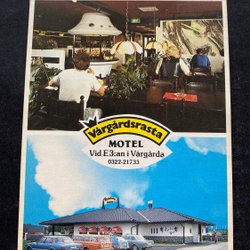 Vårgårdsrasta
MOTEL
Vid E3:an i Vårgårda
0322-21733